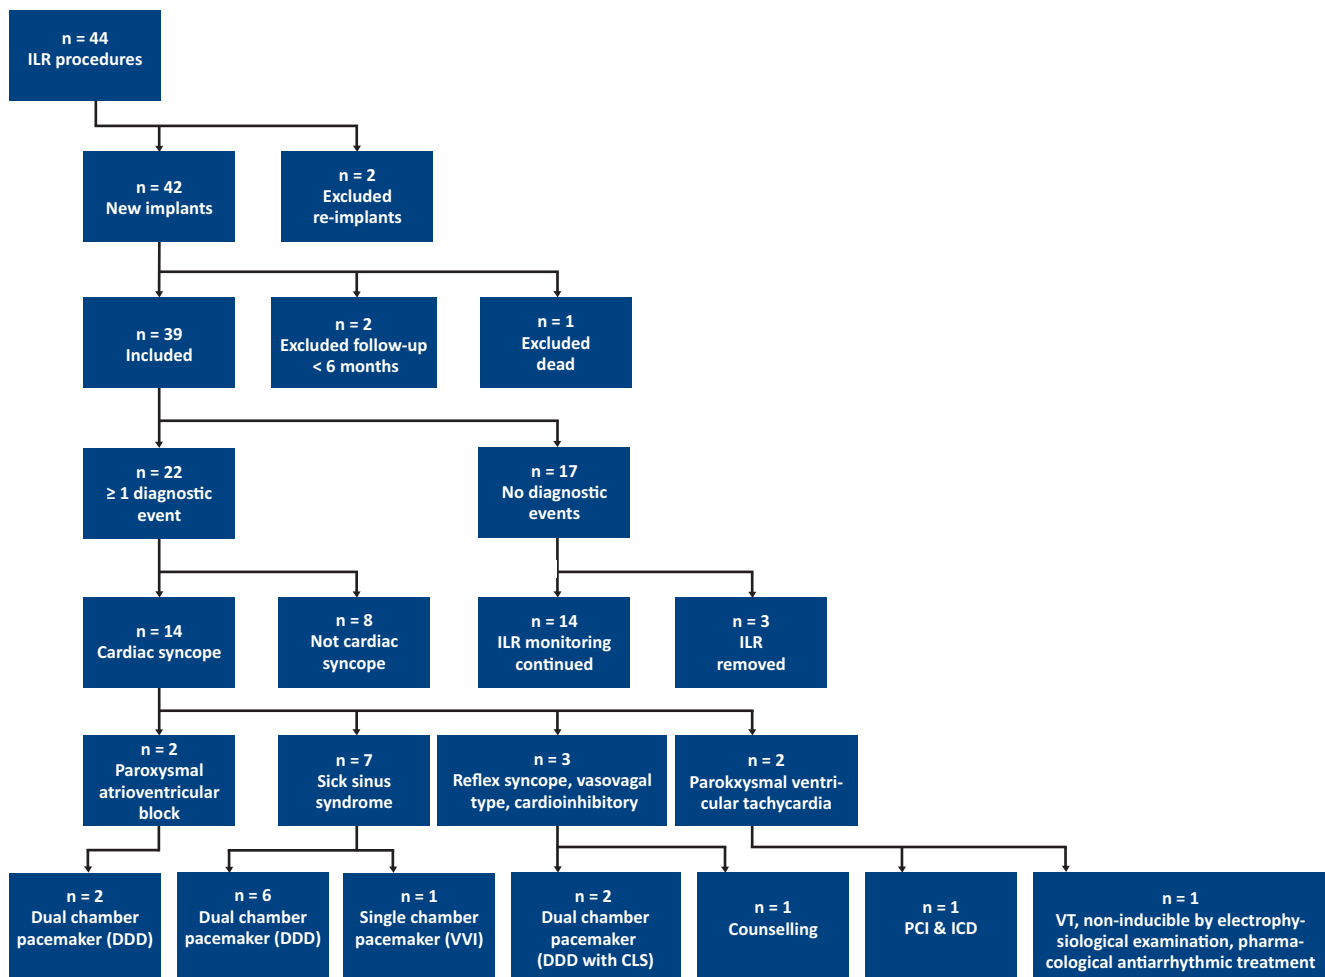 n = 44
ILR procedures
n = 42
New implants
n = 2
Excluded
re-implants
n = 39
Included
n = 2
Excluded follow-up
< 6 months
n = 1
Excluded
dead
n = 22
≥ 1 diagnostic
event
n = 17
No diagnostic
events
n = 14
Cardiac syncope
n = 8
Not cardiac
syncope
n = 14
ILR monitoring
continued
n = 3
ILR
removed
n = 2
Paroxysmal
atrioventricular
block
n = 7
Sick sinus
syndrome
n = 3
Reflex syncope, vasovagal
type, cardioinhibitory
n = 2
Parokxysmal ventri-
cular tachycardia
n = 2
Dual chamber
pacemaker (DDD)
n = 6
Dual chamber
pacemaker (DDD)
n = 1
Single chamber
pacemaker (VVI)
n = 2
Dual chamber
pacemaker
(DDD with CLS)
n = 1
Counselling
n = 1
PCI & ICD
n = 1
VT, non-inducible by electrophy-
siological examination, pharma-
cological antiarrhythmic treatment